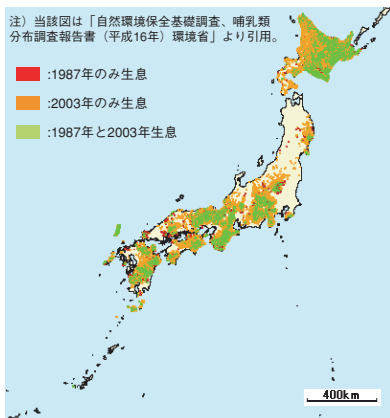 注）当該図は「自然環境保全基礎調査、哺乳類
分布調査報告書（平成16年）環境省」より引用。
:1987年のみ生息
:2003年のみ生息
:1987年と2003年生息
400km